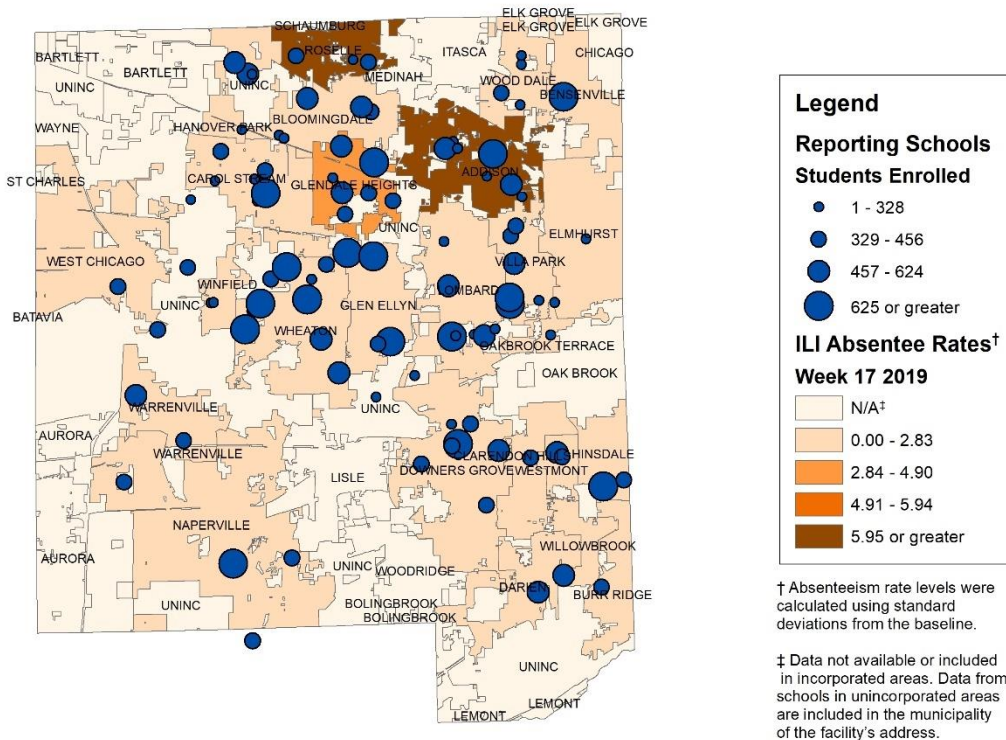 ELK GROVE
ELK GROVE ELK GROVE
SCHAUMBURG
ROSELLE
ITASCA
CHICAGO
BARTLETT
BARTLETT
MEDINAH
WOOD DALE
UNINC
UNINC
BENSENVILLE
WAYNE
HANOVER PARK
BLOOMINGDALE
ST CHARLES
CAROL STREAM
GLENDALE HEIGHTS
ADDISON
UNINC
ELMHURST
WEST CHICAGO
VILLA PARK
WINFIELD
LOMBARD
BATAVIA
UNINC
GLEN ELLYN
WHEATON
OAKBROOK TERRACE
OAK BROOK
WARRENVILLE
UNINC
AURORA
WARRENVILLE
CLARENDON HILLS
HINSDALE
DOWNERS GROVE
WESTMONT
LISLE
NAPERVILLE
WILLOWBROOK
AURORA
UNINC
WOODRIDGE
DARIEN
BURR RIDGE
UNINC
BOLINGBROOK
BOLINGBROOK
UNINC
LEMONT
LEMONT
Legend
Reporting Schools
Students Enrolled
1 - 328
329 - 456
457 - 624
625 or greater
ILI Absentee Rates†
Week 17 2019
N/A‡
0.00 - 2.83
2.84 - 4.90
4.91 - 5.94
5.95 or greater
† Absenteeism rate levels were
calculated using standard
deviations from the baseline.
‡ Data not available or included
in incorporated areas. Data from
schools in unincorporated areas
are included in the municipality
of the facility's address.